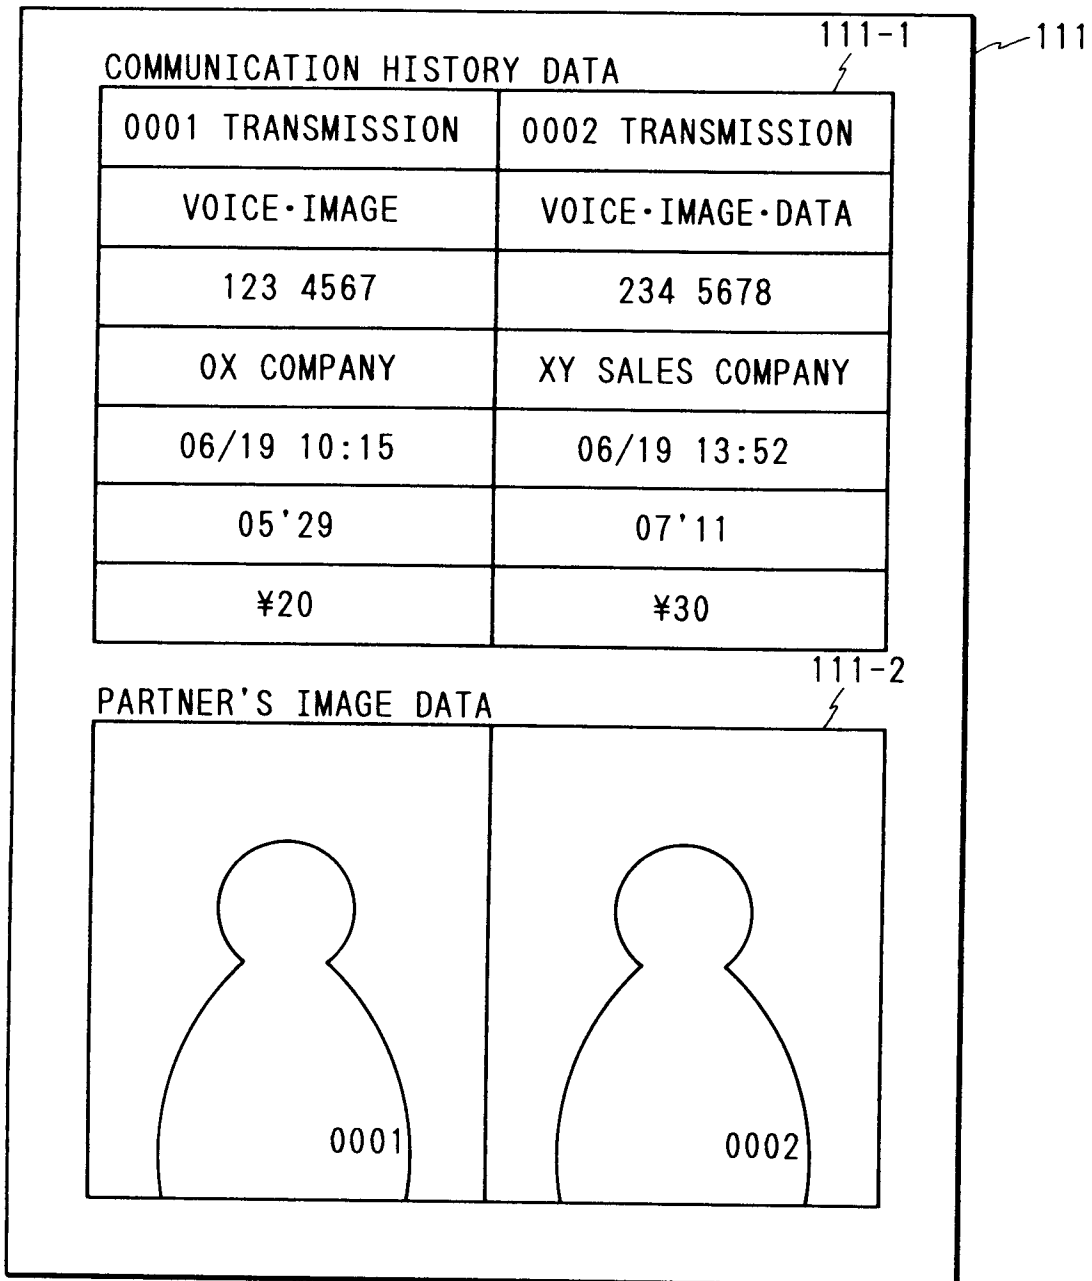 111-1
111
COMMUNICATION HISTORY DATA
0001 TRANSMISSION 0002 TRANSMISSION
VOICE・IMAGE VOICE・IMAGE・DATA
123 4567 234 5678
OX COMPANY XY SALES COMPANY
06/19 10:15 06/19 13:52
05'29 07'11
¥20 ¥30
111-2
PARTNER'S IMAGE DATA
0001 0002